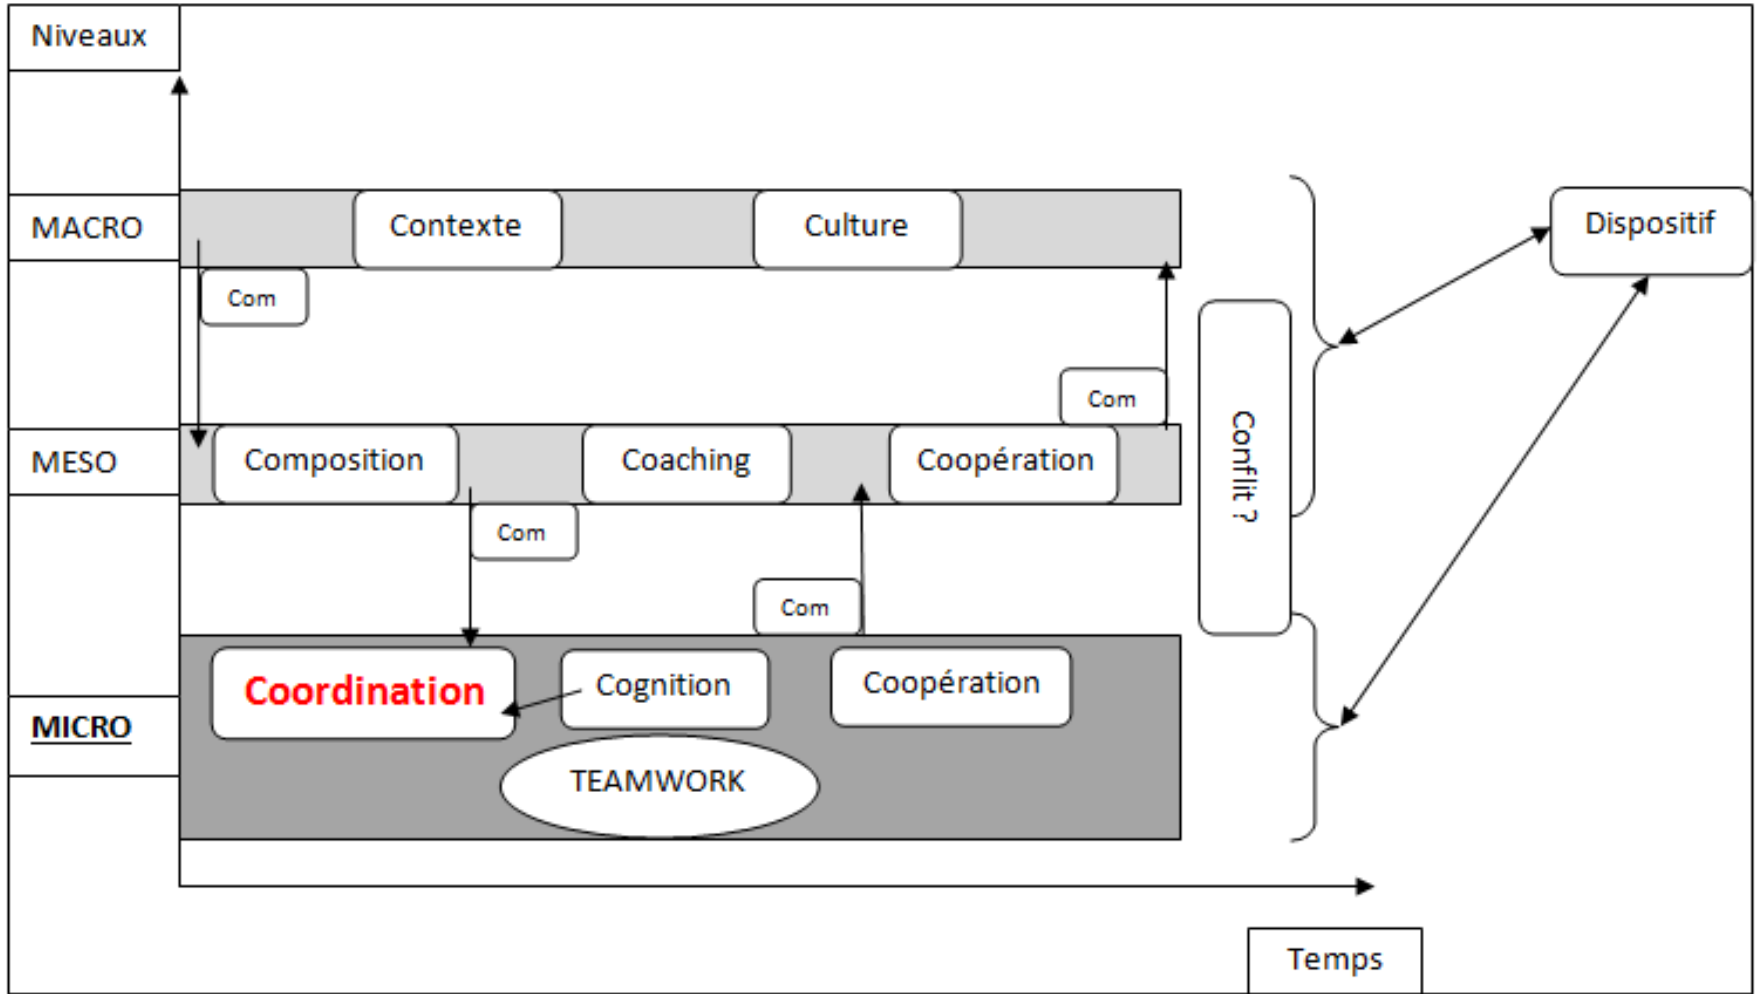 Niveaux
MACRO
Contexte
Culture
Dispositif
Com
Com
MESO
Composition
Coaching
Coopération
Conflit ?
Com
Com
MICRO
Coordination
Cognition
Coopération
TEAMWORK
Temps